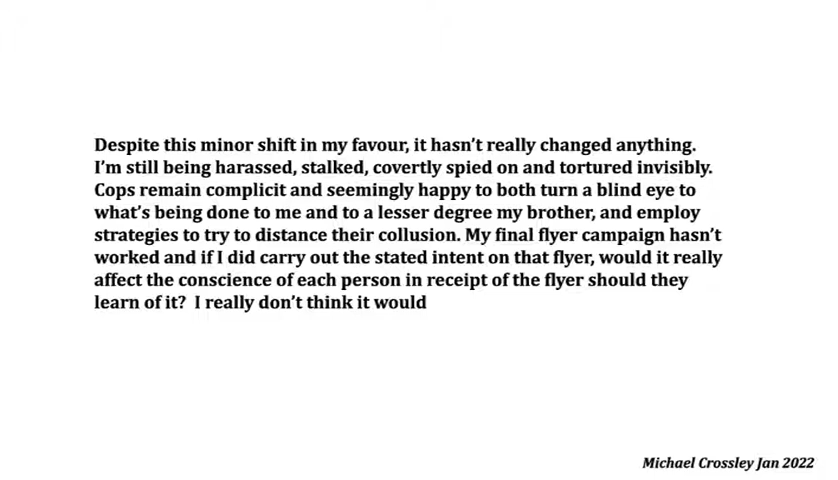 Despite this minor shift in my favour, it hasn't really changed anything.
I'm still being harassed, stalked, covertly spied on and tortured invisibly.
Cops remain complicit and seemingly happy to both turn a blind eye to
what's being done to me and to a lesser degree my brother, and employ
strategies to try to distance their collusion. My final flyer campaign hasn't
worked and if I did carry out the stated intent on that flyer, would it really
affect the conscience of each person in receipt of the flyer should they
learn of it?  I really don't think it would
Michael Crossley Jan 2022